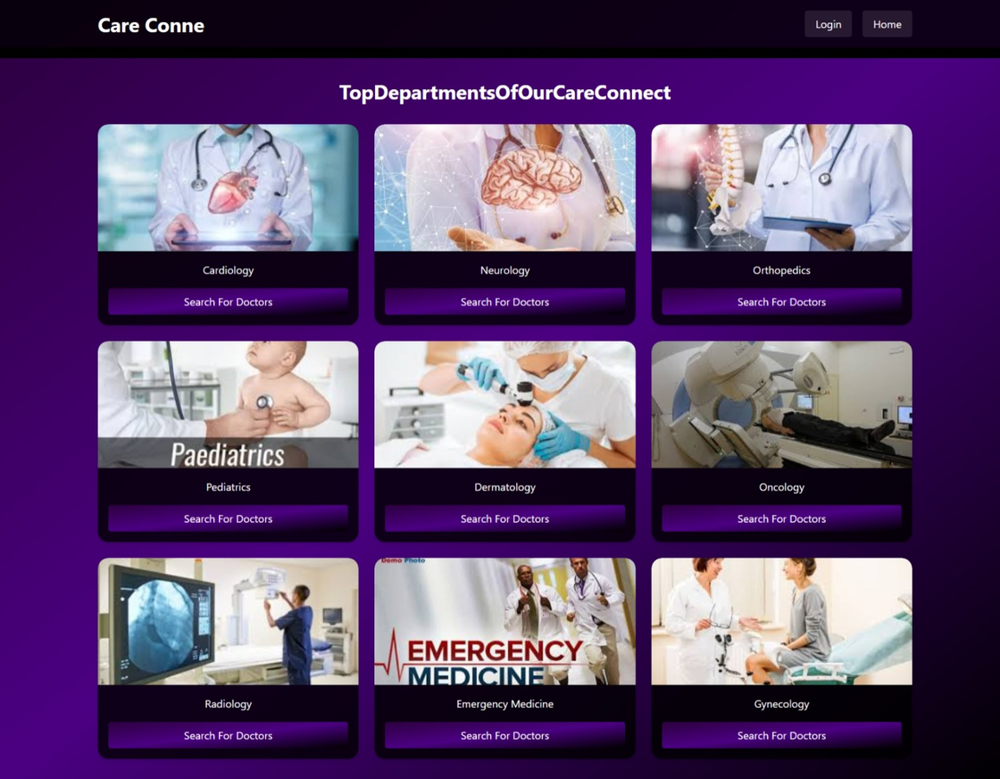 Care Conne
Login
Home
TopDepartmentsOfOurCareConnect
Cardiology
Neurology
Orthopedics
Search For Doctors
Search For Doctors
Search For Doctors
Paediatrics
Pediatrics
Dermatology
Oncology
Search For Doctors
Search For Doctors
Search For Doctors
Demo Photo
EMERGENCY
MEDICINE
Radiology
Emergency Medicine
Gynecology
Search For Doctors
Search For Doctors
Search For Doctors